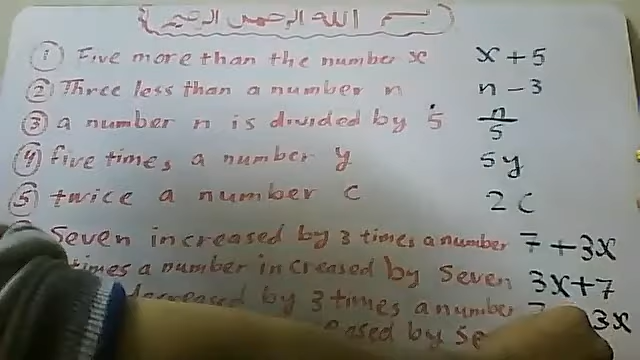 بسم الله الرحمن الرحيم
① Five more than the number x x + 5
② Three less than a number n n - 3
③ a number n is divided by 5 n/5
④ five times a number y 5y
⑤ twice a number c 2c
Seven increased by 3 times a number 7 + 3x
times a number increased by seven 3x+7
decreased by 3 times a number 3x
by